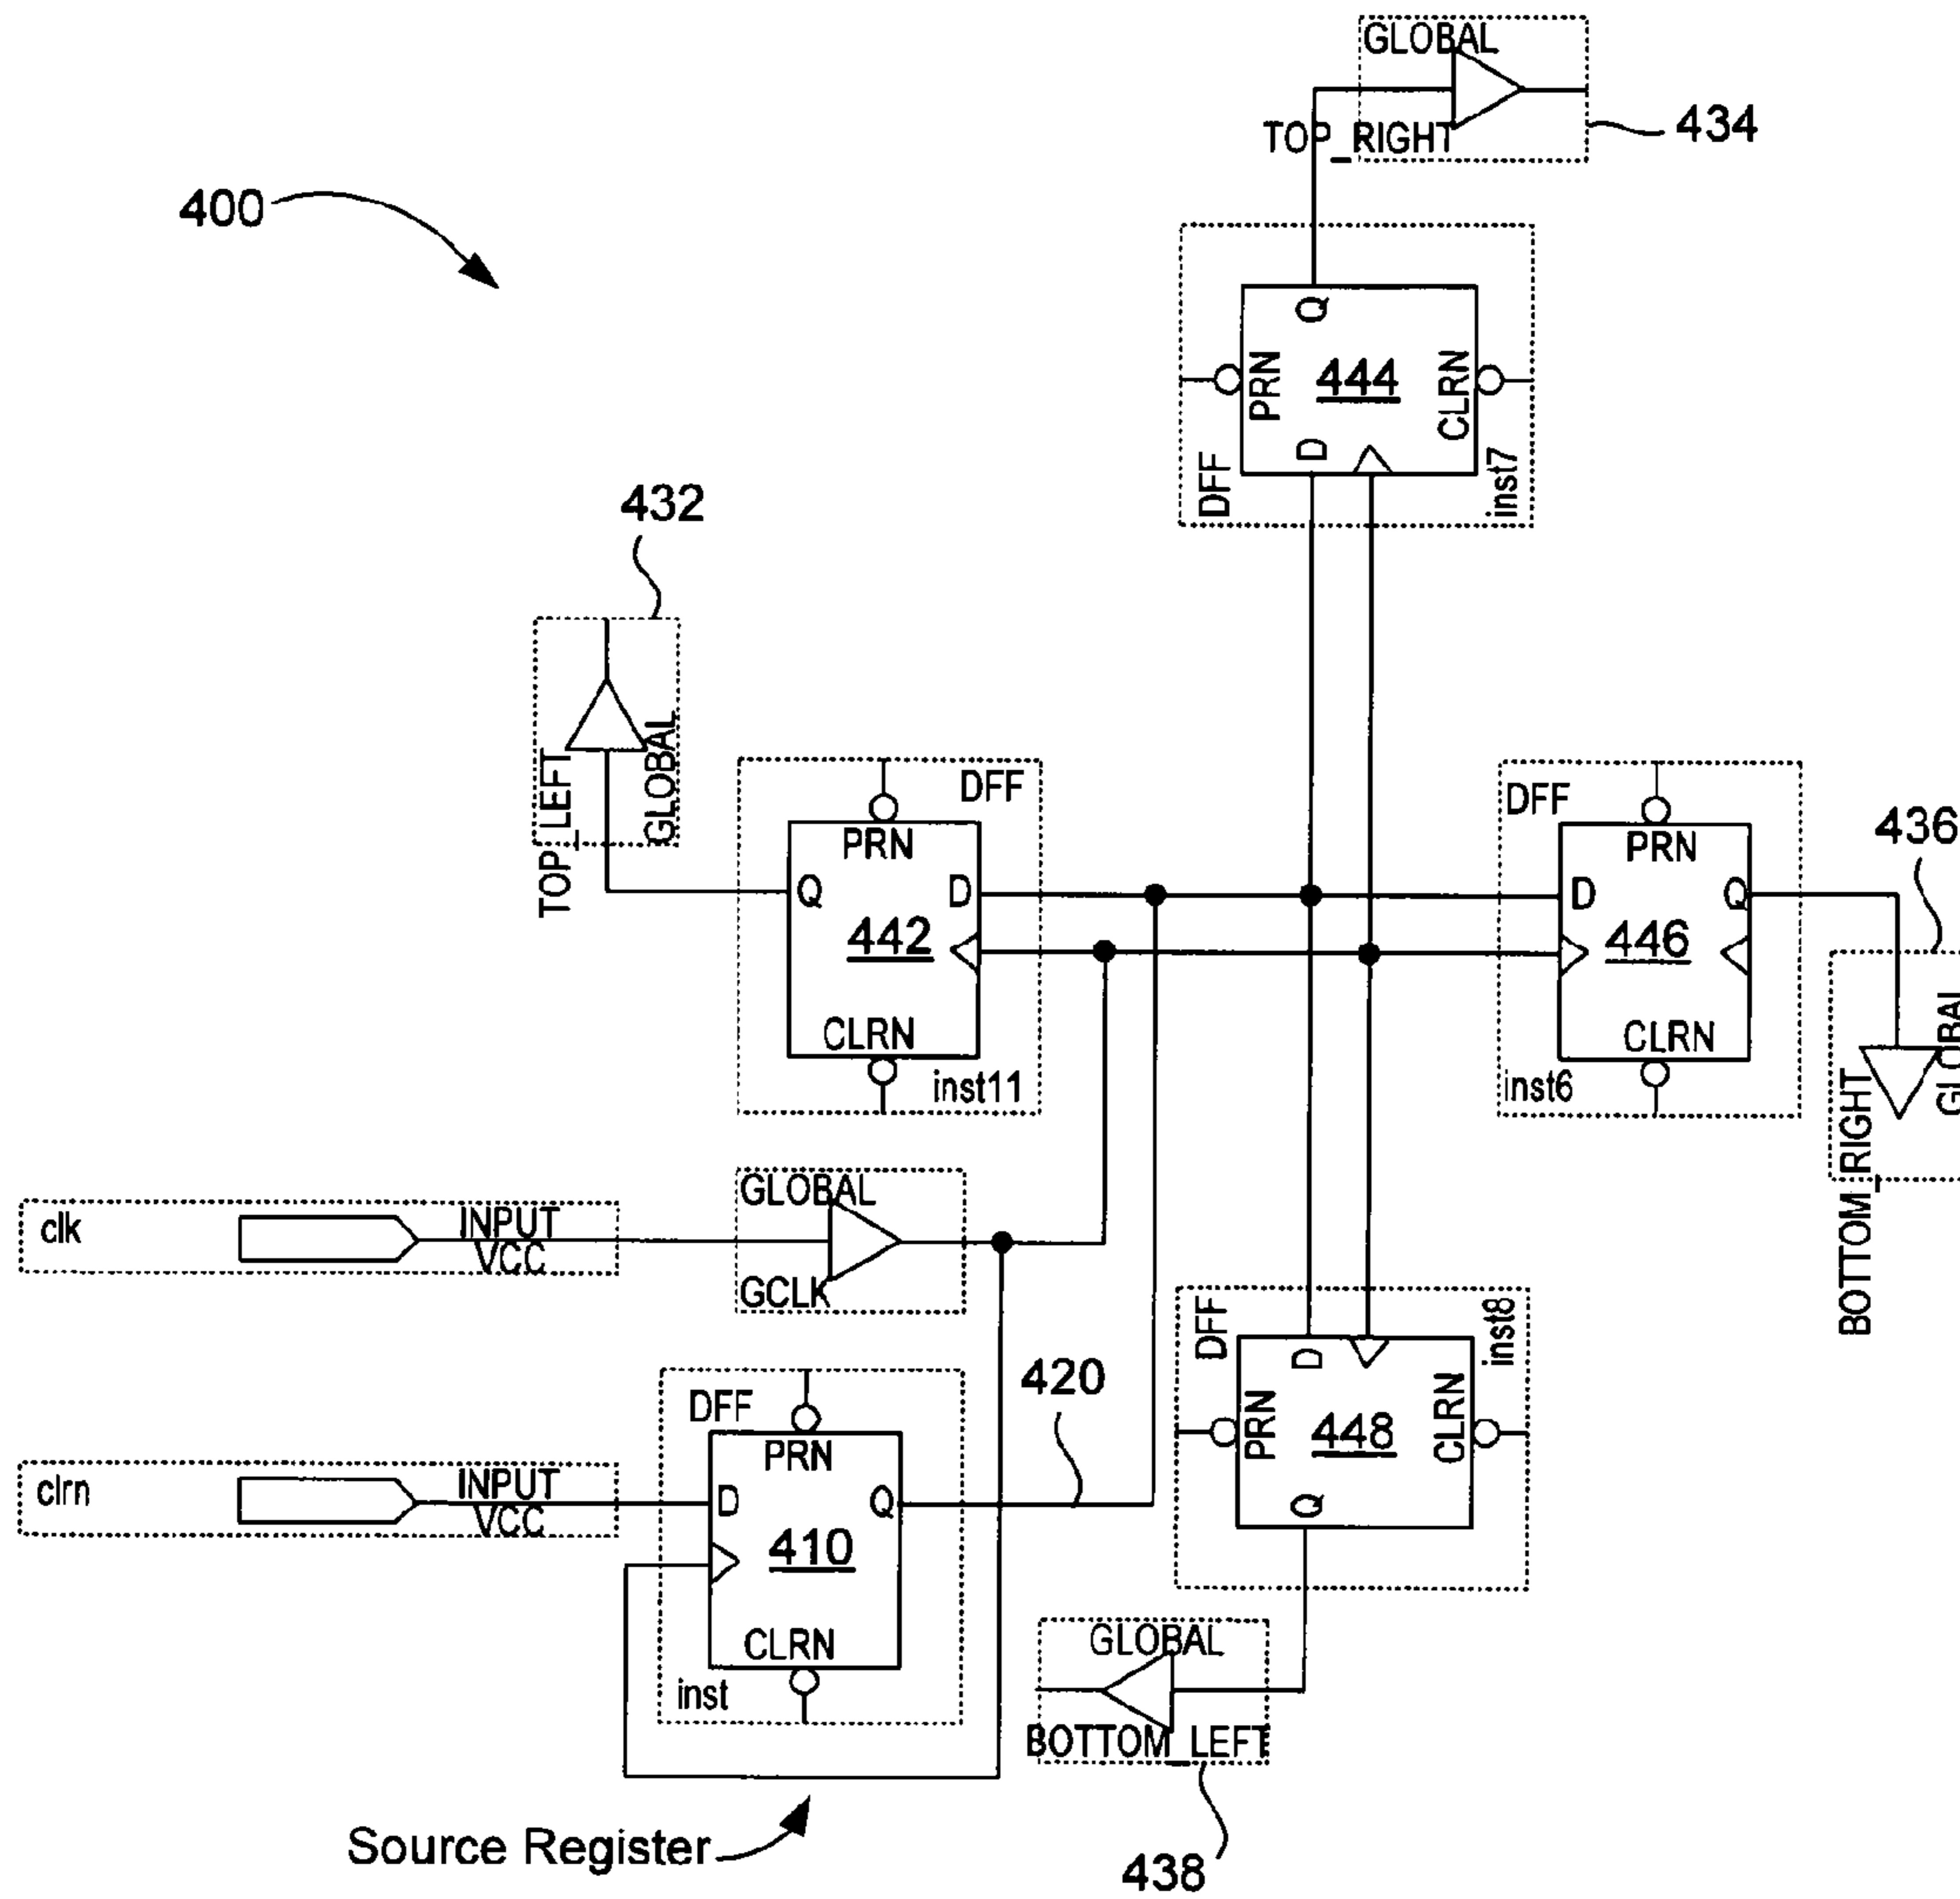 GLOBAL
TOP_RIGHT
434
400
Q
PRN
444
CLRN
D
DFF
inst7
432
TOP_LEFT
GLOBAL
DFF
PRN
Q
D
442
CLRN
inst11
DFF
PRN
D
Q
446
CLRN
inst6
436
GLOBAL
BOTTOM_RIGHT
clk
INPUT
VCC
GLOBAL
GCLK
DFF
inst8
D
PRN
448
CLRN
Q
420
clrn
INPUT
VCC
DFF
PRN
D
Q
410
CLRN
inst
GLOBAL
BOTTOM_LEFT
Source Register
438